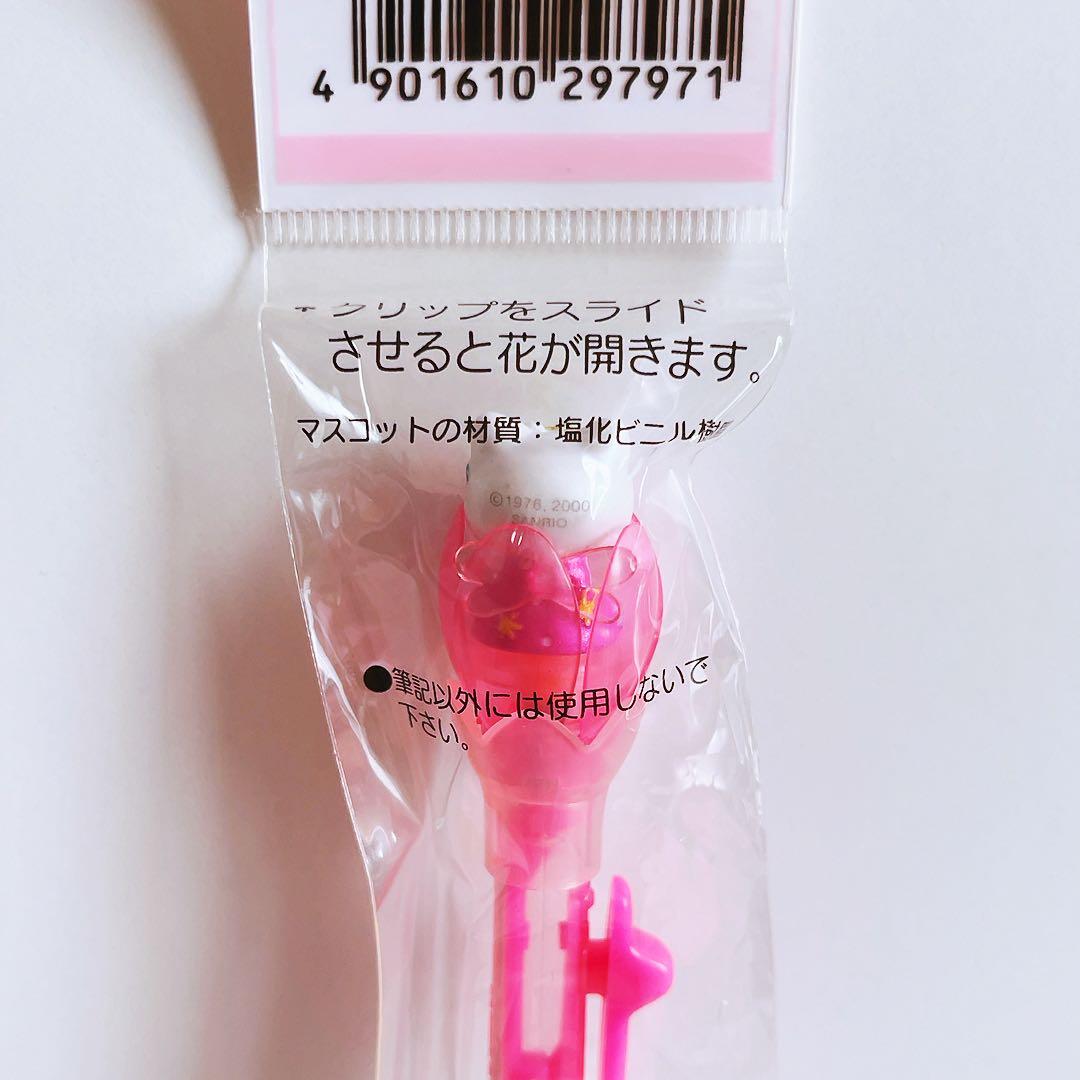 4 901610 297971
クリップをスライド
させると花が開きます。
マスコットの材質：塩化ビニル樹
©1976, 2000
SANRIO
●筆記以外には使用しないで
下さい。